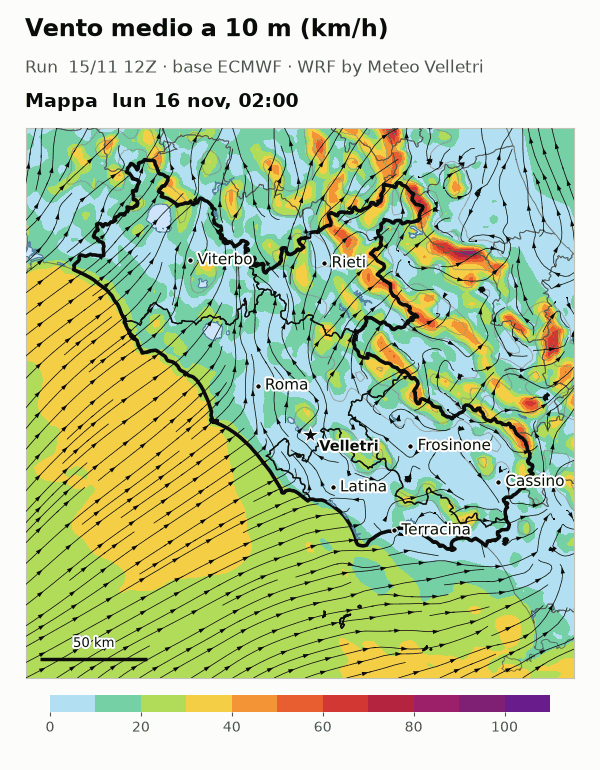 Vento medio a 10 m (km/h)
Run  15/11 12Z · base ECMWF · WRF by Meteo Velletri
Mappa  lun 16 nov, 02:00
Viterbo
Rieti
Roma
Velletri
Frosinone
Cassino
Latina
Terracina
50 km
0 20 40 60 80 100